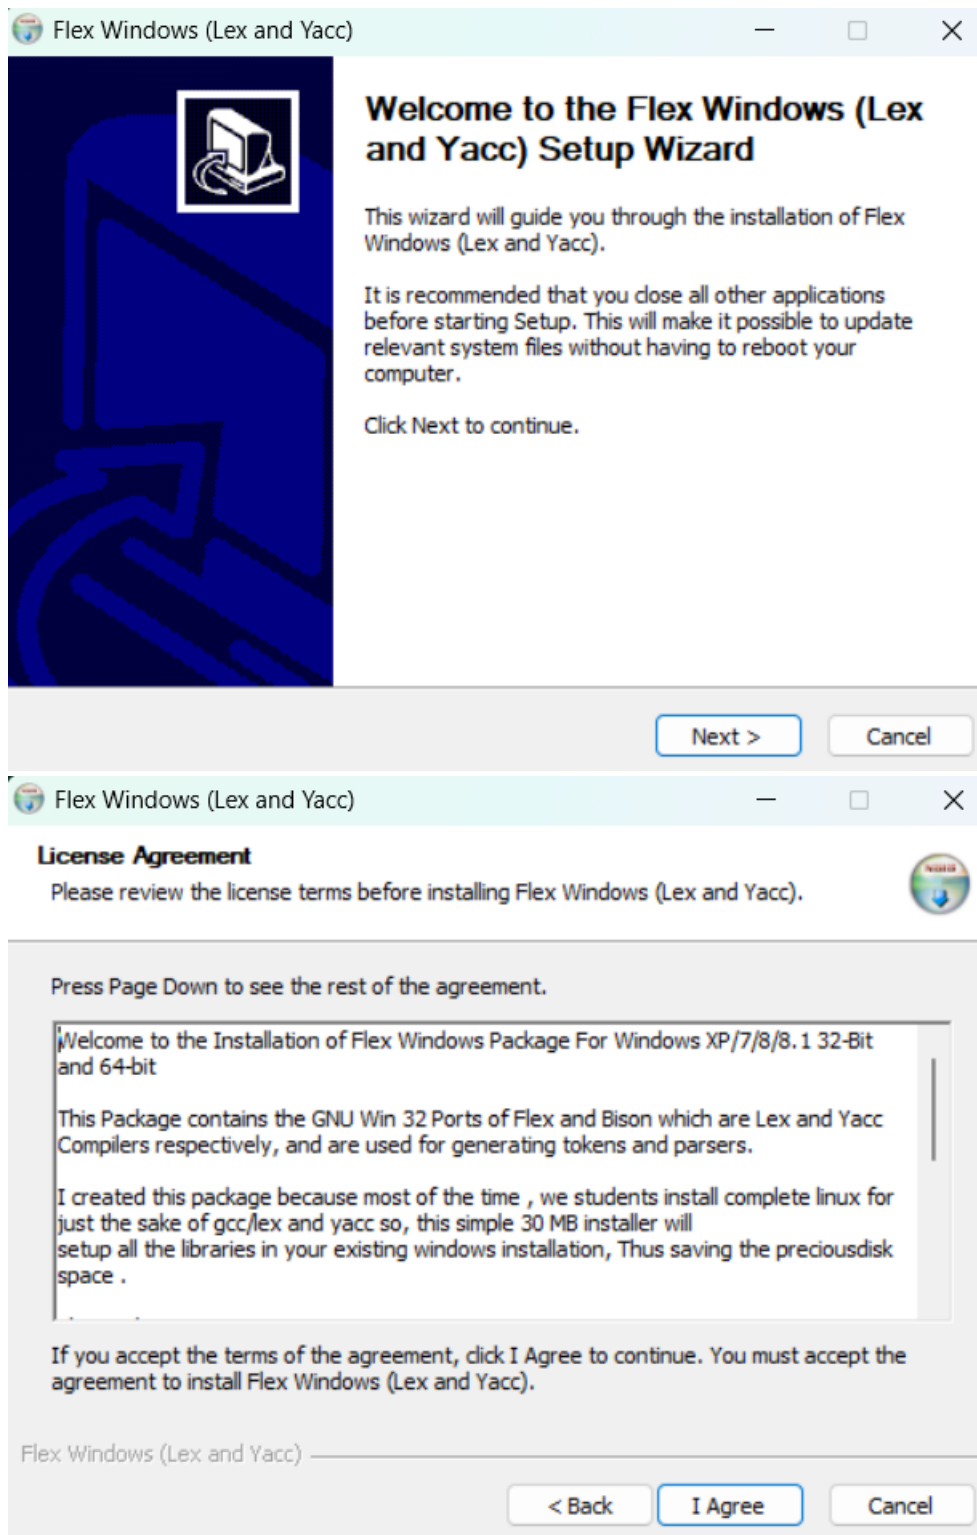 Flex Windows (Lex and Yacc)
Welcome to the Flex Windows (Lex
and Yacc) Setup Wizard
This wizard will guide you through the installation of Flex
Windows (Lex and Yacc).
It is recommended that you close all other applications
before starting Setup. This will make it possible to update
relevant system files without having to reboot your
computer.
Click Next to continue.
Next >
Cancel
Flex Windows (Lex and Yacc)
License Agreement
Please review the license terms before installing Flex Windows (Lex and Yacc).
Press Page Down to see the rest of the agreement.
Welcome to the Installation of Flex Windows Package For Windows XP/7/8/8.1 32-Bit
and 64-bit
This Package contains the GNU Win 32 Ports of Flex and Bison which are Lex and Yacc
Compilers respectively, and are used for generating tokens and parsers.
I created this package because most of the time , we students install complete linux for
just the sake of gcc/lex and yacc so, this simple 30 MB installer will
setup all the libraries in your existing windows installation, Thus saving the preciousdisk
space .
If you accept the terms of the agreement, click I Agree to continue. You must accept the
agreement to install Flex Windows (Lex and Yacc).
Flex Windows (Lex and Yacc)
< Back
I Agree
Cancel